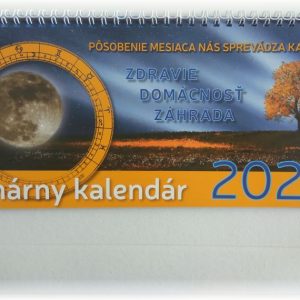 PÔSOBENIE MESIACA NÁS SPREVÁDZA KA
ZDRAVIE
DOMÁCNOSŤ
ZÁHRADA
nárny kalendár 202